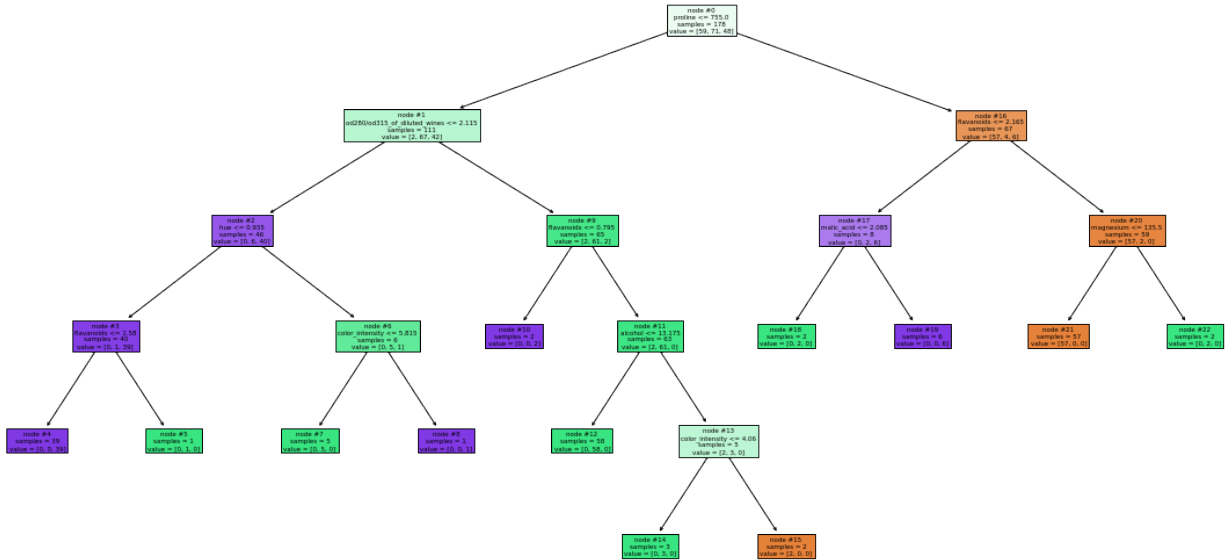 node #0
proline <= 755.0
samples = 178
value = [59, 71, 48]
node #1
od280/od315_of_diluted_wines <= 2.115
samples = 111
value = [2, 67, 42]
node #16
flavanoids <= 2.165
samples = 67
value = [57, 4, 6]
node #2
hue <= 0.935
samples = 46
value = [0, 6, 40]
node #9
flavanoids <= 0.795
samples = 65
value = [2, 61, 2]
node #17
malic_acid <= 2.085
samples = 8
value = [0, 2, 6]
node #20
magnesium <= 135.5
samples = 59
value = [57, 2, 0]
node #3
flavanoids <= 1.58
samples = 40
value = [0, 1, 39]
node #6
color_intensity <= 5.815
samples = 6
value = [0, 5, 1]
node #10
samples = 2
value = [0, 0, 2]
node #11
alcohol <= 13.175
samples = 63
value = [2, 61, 0]
node #18
samples = 2
value = [0, 2, 0]
node #19
samples = 6
value = [0, 0, 6]
node #21
samples = 57
value = [57, 0, 0]
node #22
samples = 2
value = [0, 2, 0]
node #4
samples = 39
value = [0, 0, 39]
node #5
samples = 1
value = [0, 1, 0]
node #7
samples = 5
value = [0, 5, 0]
node #8
samples = 1
value = [0, 0, 1]
node #12
samples = 58
value = [0, 58, 0]
node #13
color_intensity <= 4.06
samples = 5
value = [2, 3, 0]
node #14
samples = 3
value = [0, 3, 0]
node #15
samples = 2
value = [2, 0, 0]